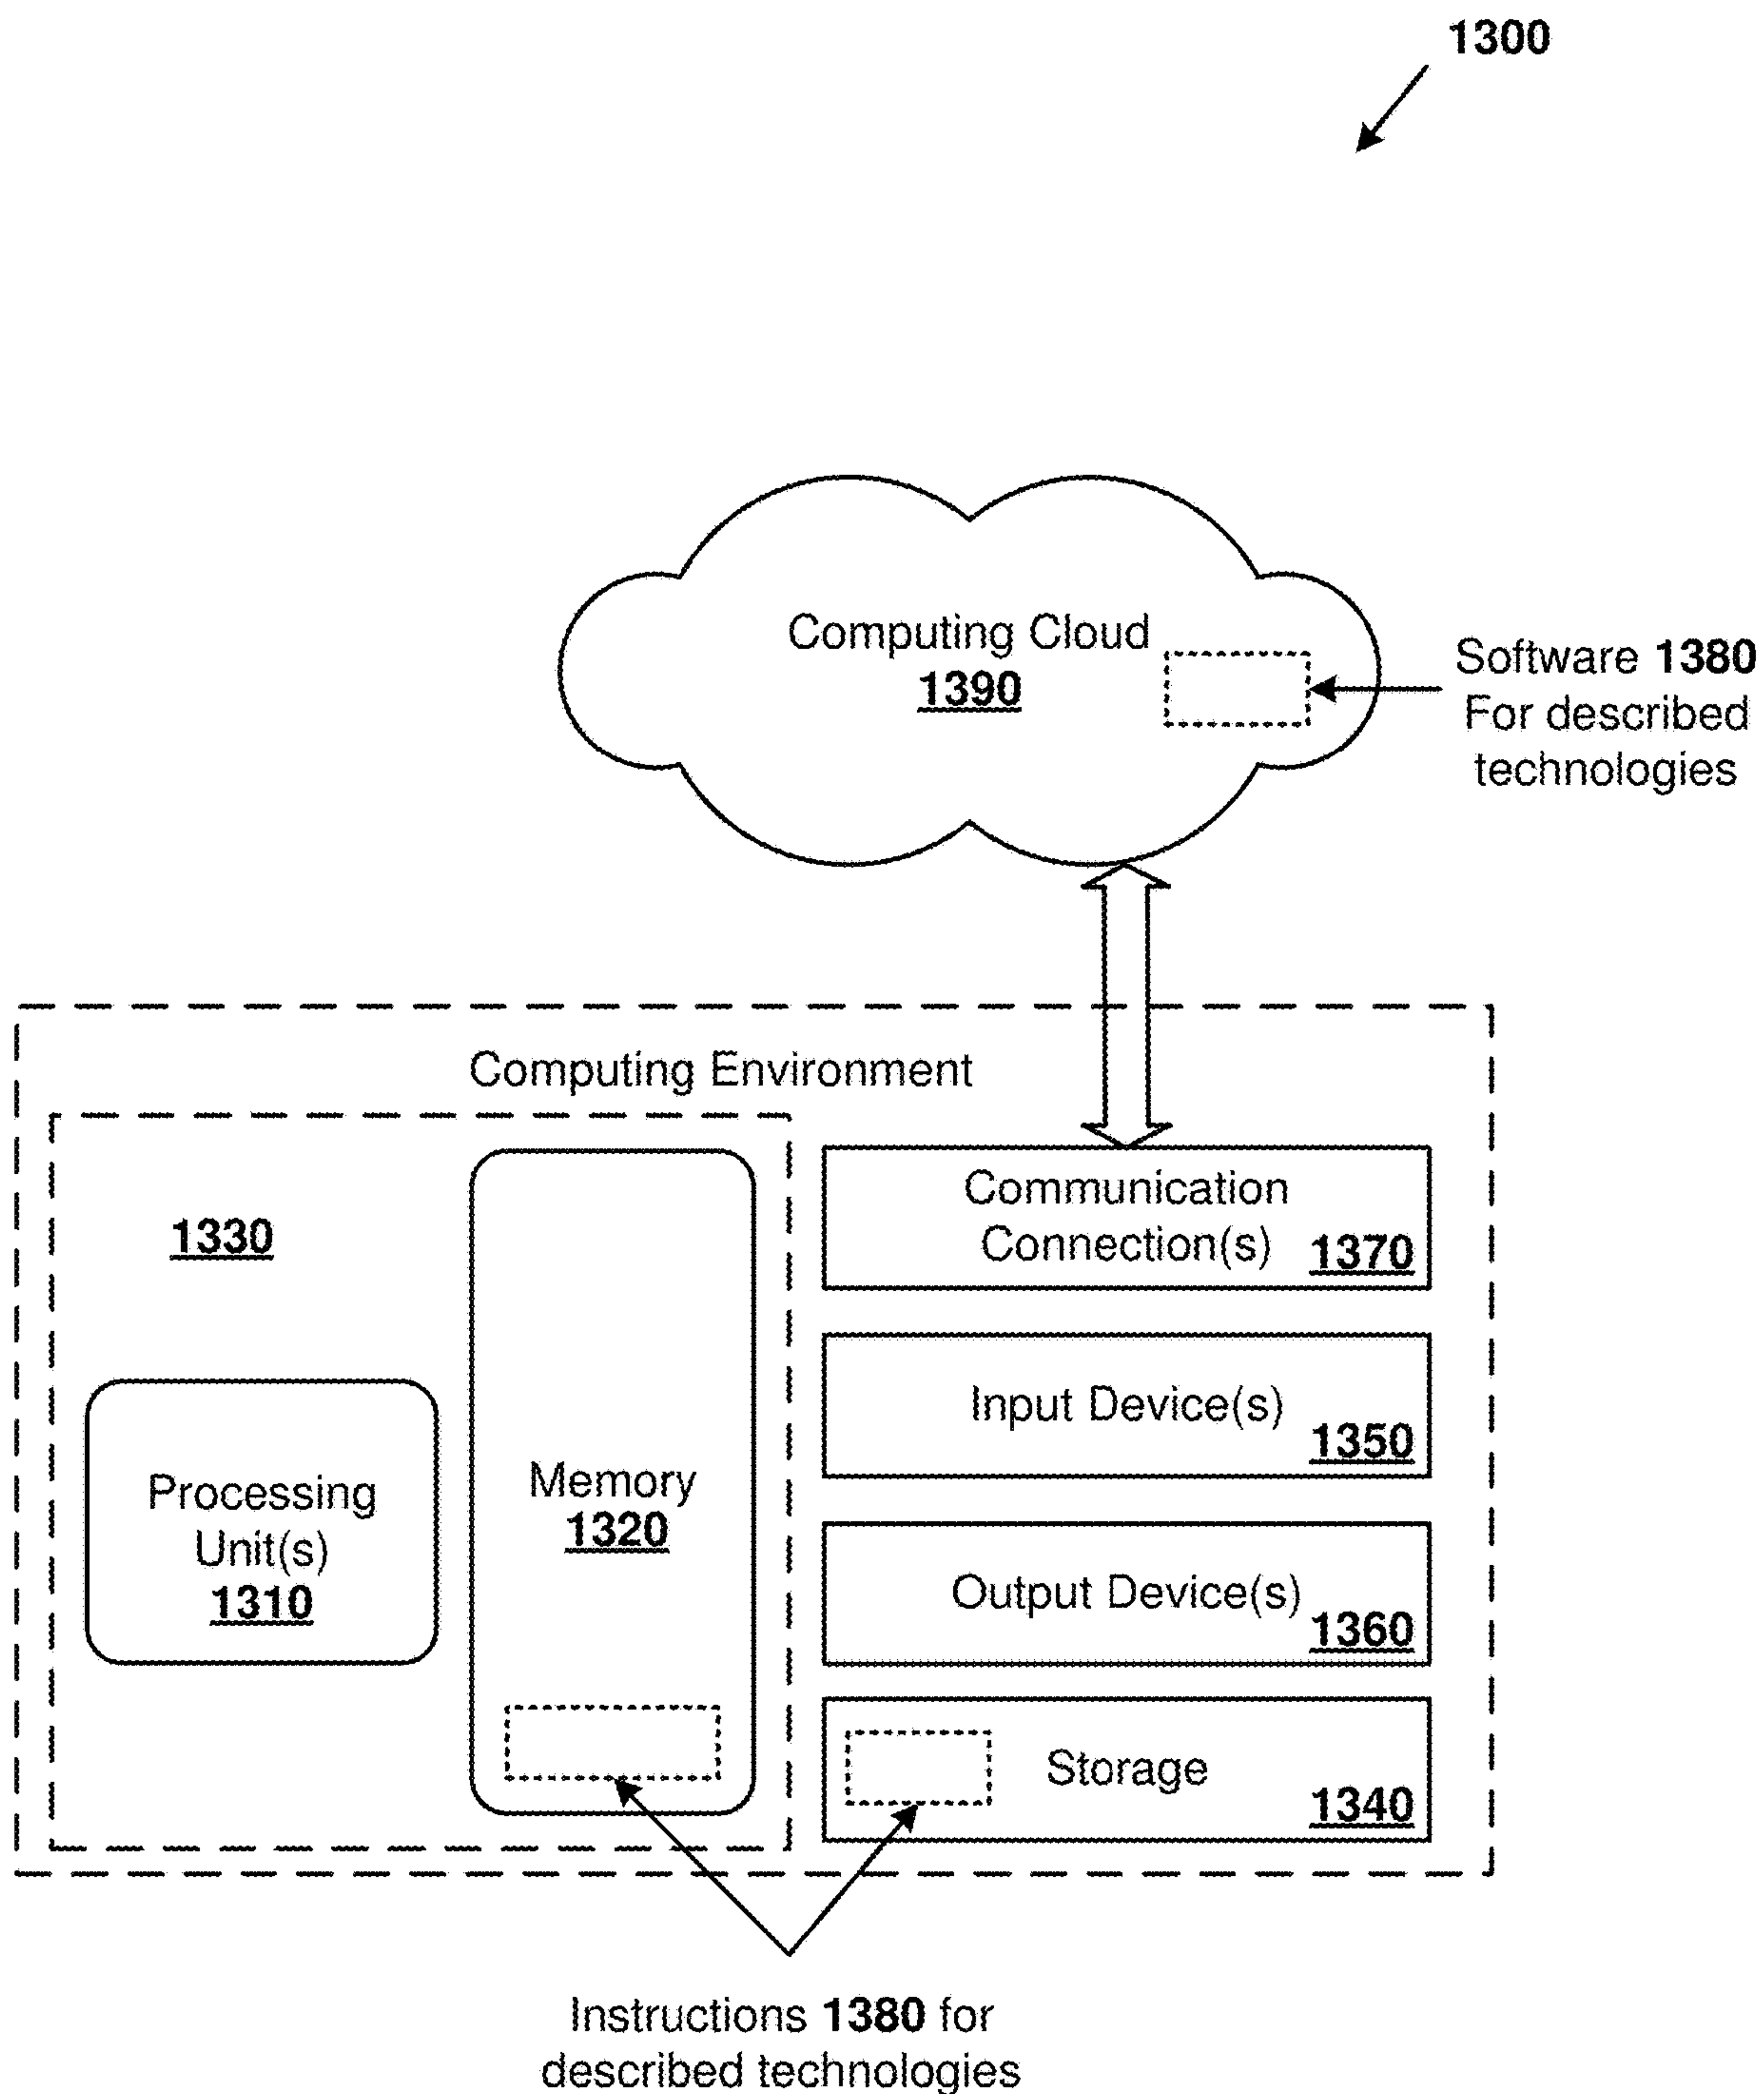 1300
Computing Cloud
1390
Software 1380
For described
technologies
Computing Environment
1330
Processing
Unit(s)
1310
Memory
1320
Communication
Connection(s)
1370
Input Device(s)
1350
Output Device(s)
1360
Storage
1340
Instructions 1380 for
described technologies